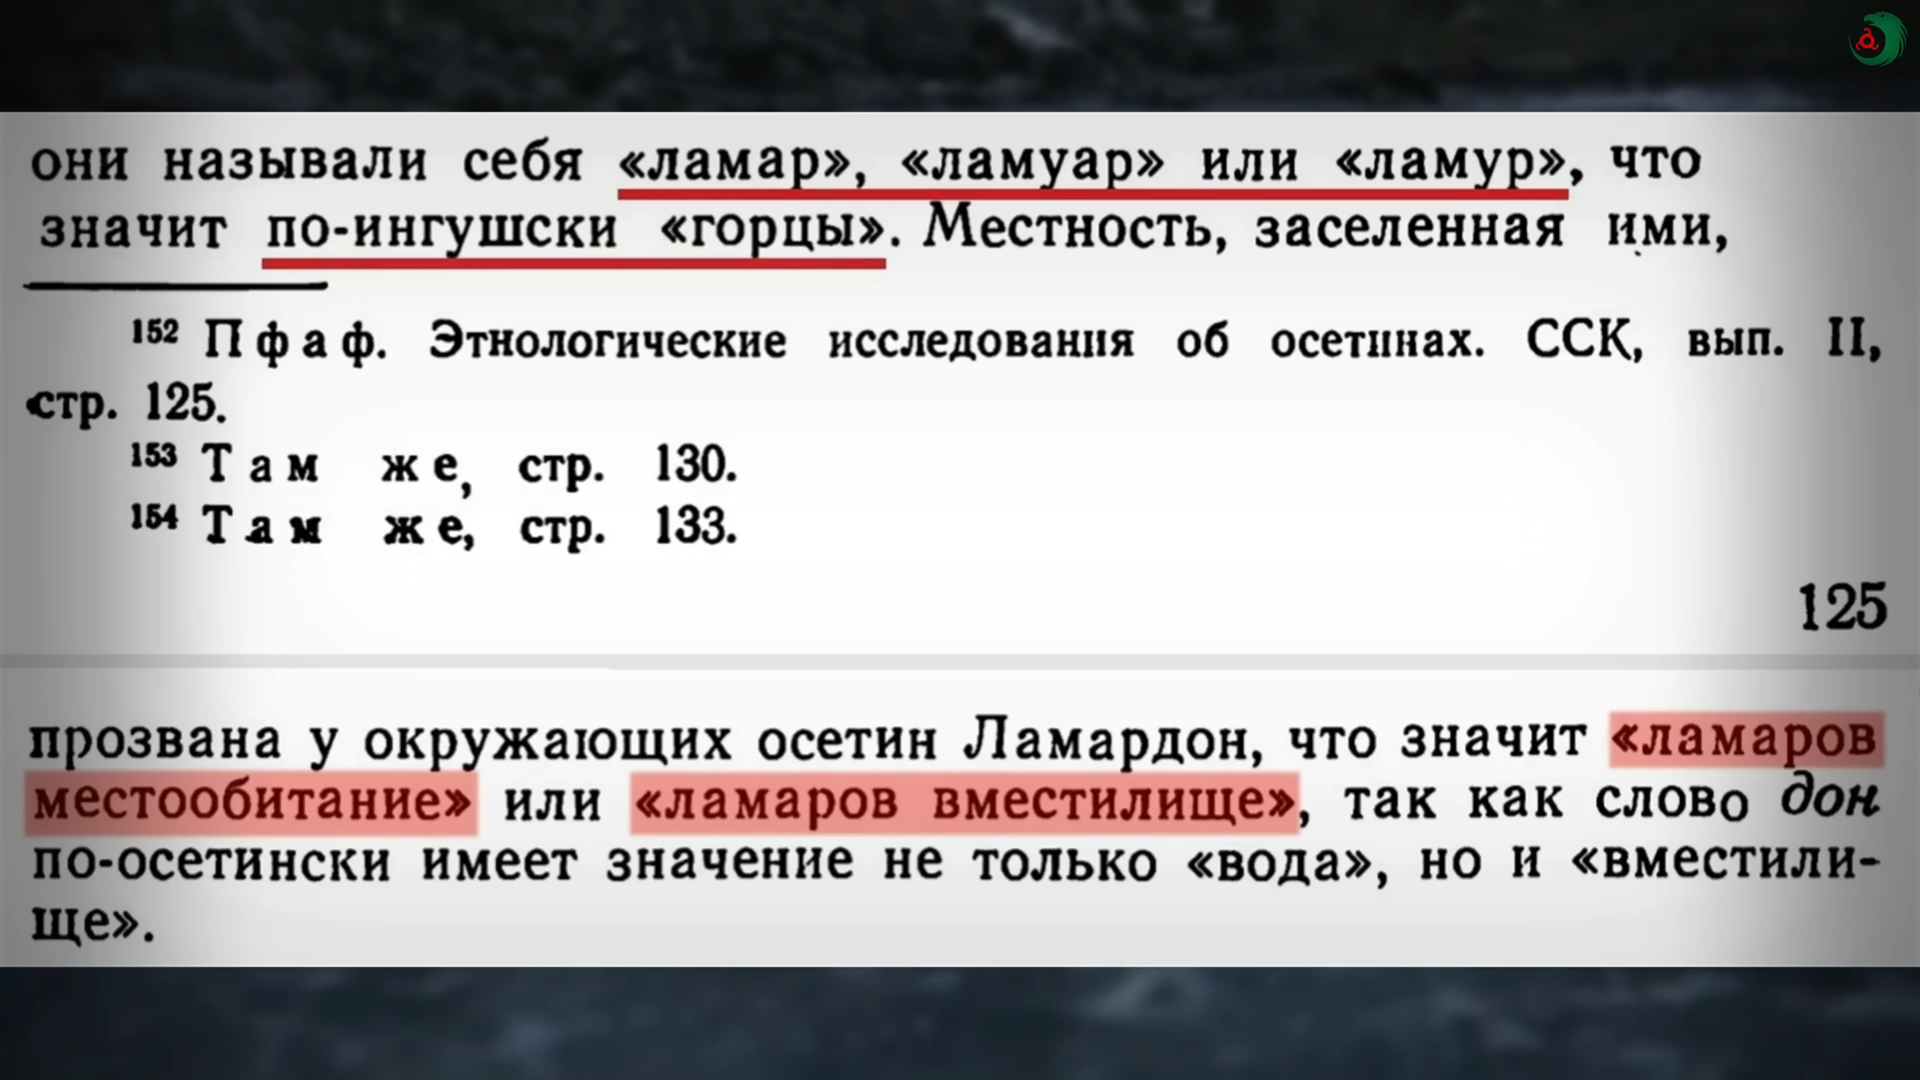 они называли себя «ламар», «ламуар» или «ламур», что
значит по-ингушски «горцы». Местность, заселенная ими,
152 Пфаф. Этнологические исследования об осетинах. ССК, вып. II,
стр. 125.
153 Там же, стр. 130.
154 Там же, стр. 133.
125
прозвана у окружающих осетин Ламардон, что значит «ламаров
местообитание» или «ламаров вместилище», так как слово дон
по-осетински имеет значение не только «вода», но и «вместили-
ще».